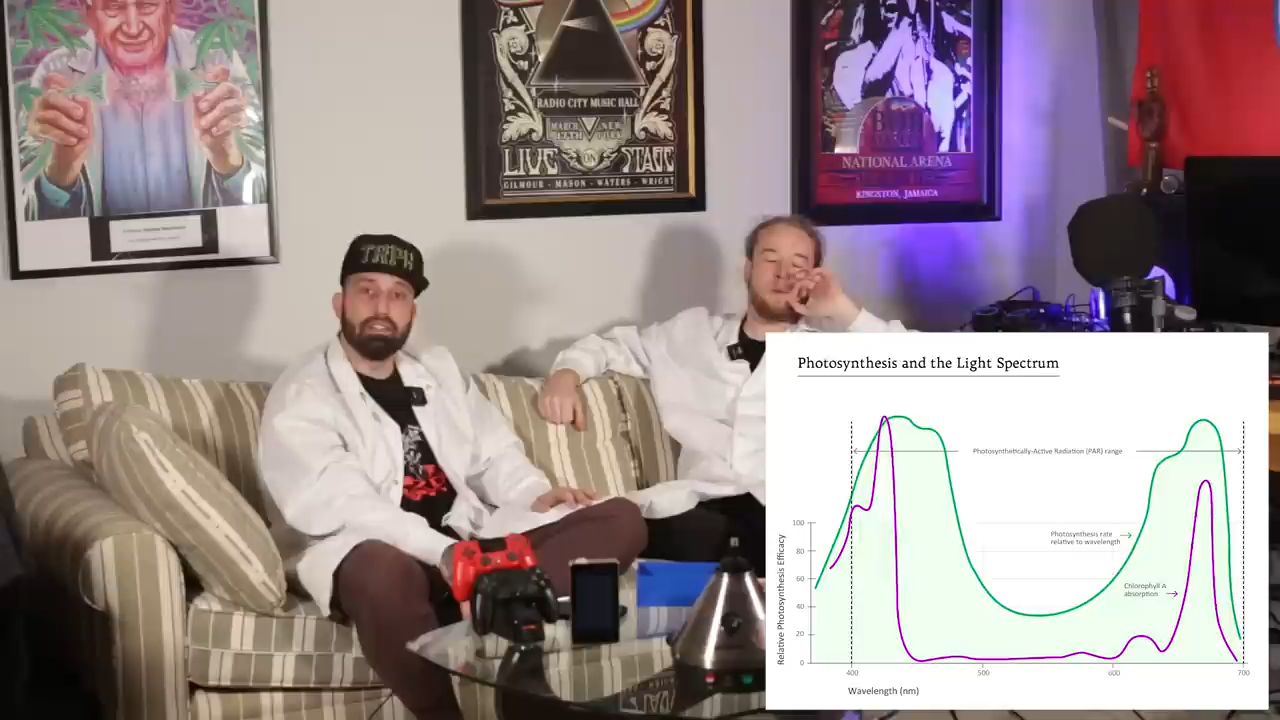 RADIO CITY MUSIC HALL
LIVE ON STAGE
GILMOUR - MASON - WATERS - WRIGHT
NATIONAL ARENA
KINGSTON, JAMAICA
TRPH
Photosynthesis and the Light Spectrum
Photosynthetically-Active Radiation (PAR) range
Photosynthesis rate
relative to wavelength
Chlorophyll A
absorption
Relative Photosynthesis Efficacy
100
80
60
40
20
0
400
500
600
700
Wavelength (nm)